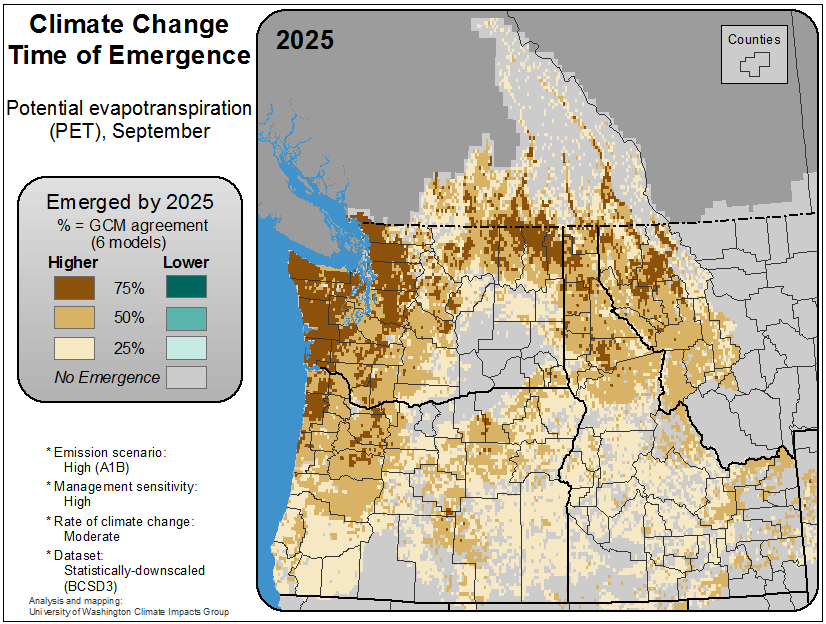 Climate Change
Time of Emergence
Potential evapotranspiration
(PET), September
Emerged by 2025
% = GCM agreement
(6 models)
Higher Lower
75%
50%
25%
No Emergence
* Emission scenario:
High (A1B)
* Management sensitivity:
High
* Rate of climate change:
Moderate
* Dataset:
Statistically-downscaled
(BCSD3)
Analysis and mapping:
University of Washington Climate Impacts Group
2025
Counties